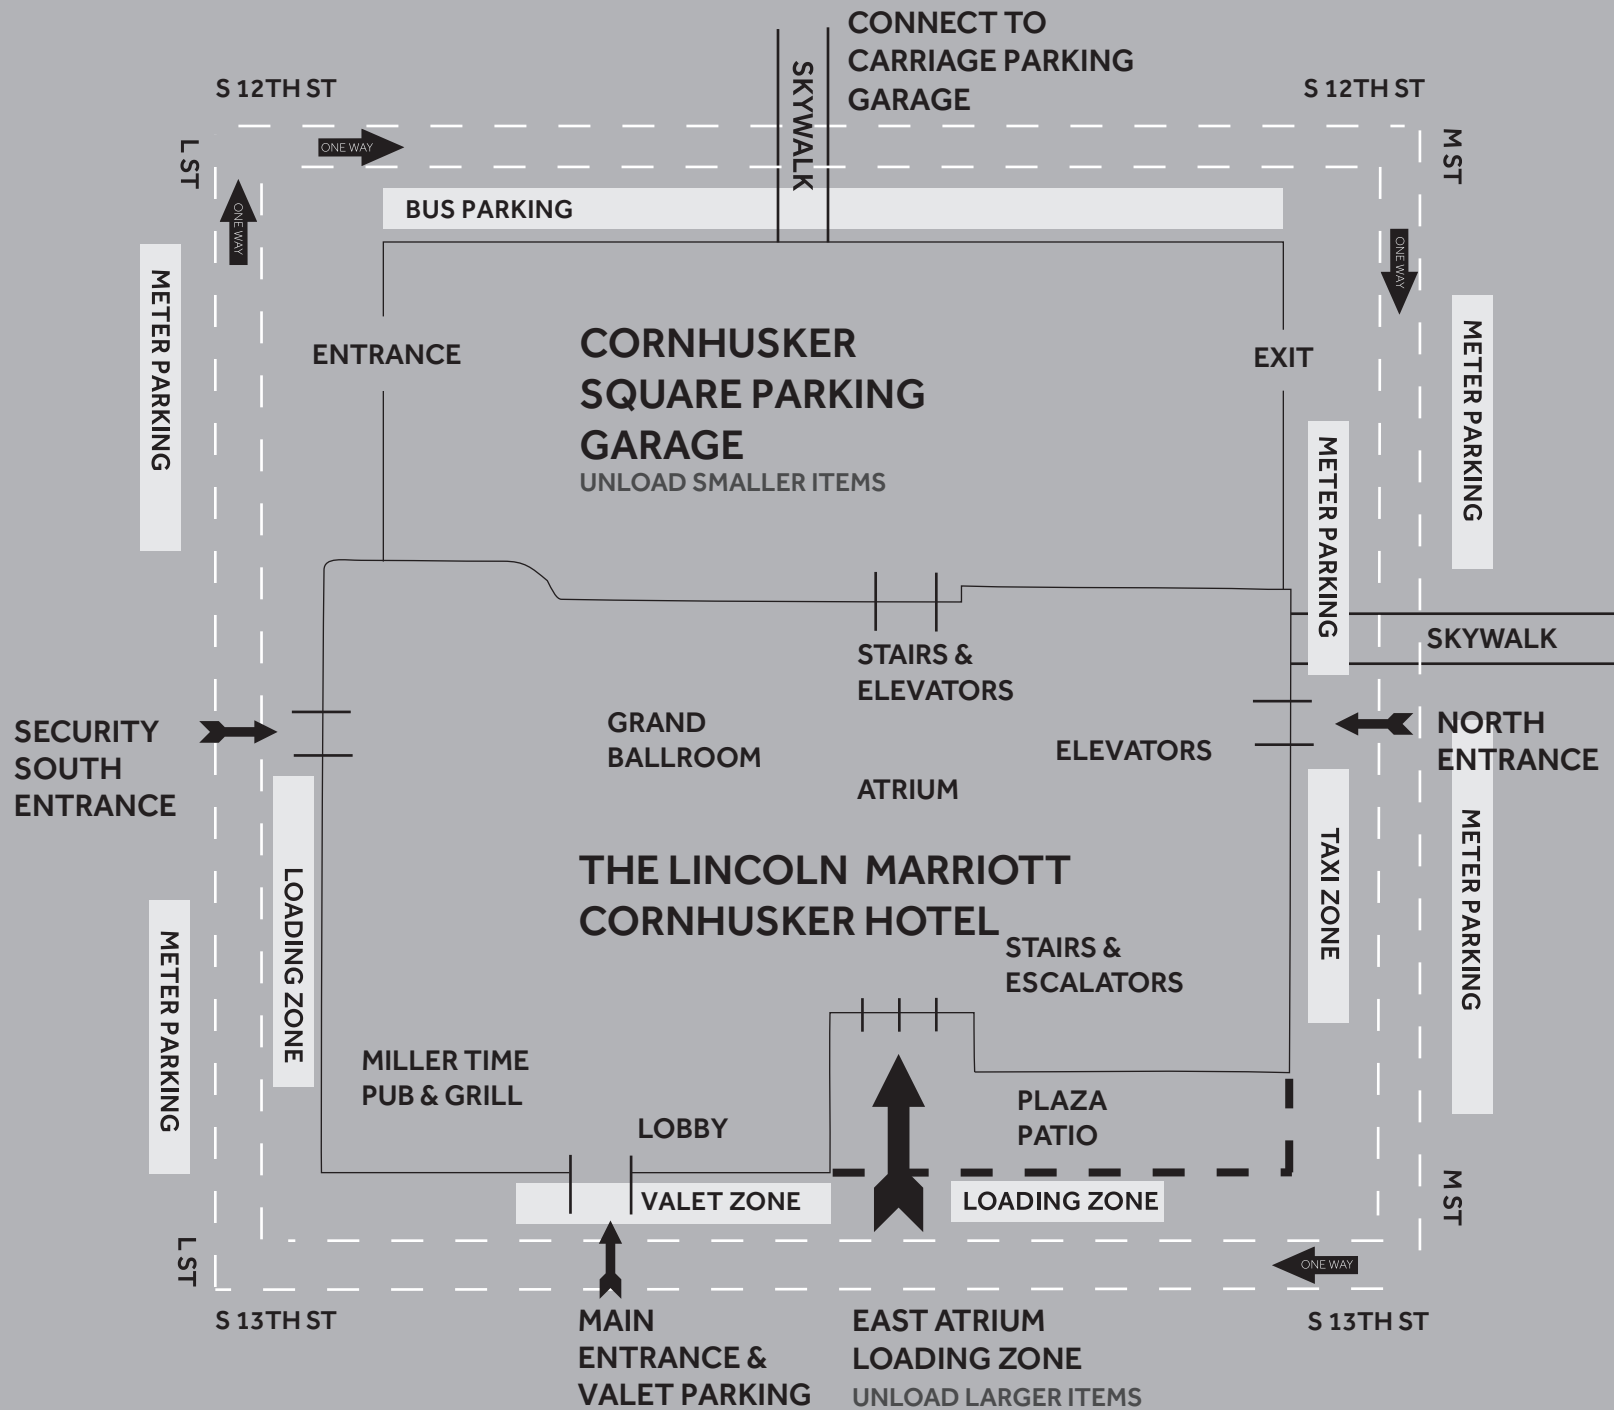 CONNECT TO
CARRIAGE PARKING
GARAGE
SKYWALK
S 12TH ST
S 12TH ST
L ST
ONE WAY
M ST
ONE WAY
BUS PARKING
ONE WAY
METER PARKING
METER PARKING
ENTRANCE
CORNHUSKER
SQUARE PARKING
GARAGE
UNLOAD SMALLER ITEMS
EXIT
METER PARKING
SKYWALK
STAIRS &
ELEVATORS
SECURITY
SOUTH
ENTRANCE
GRAND
BALLROOM
ELEVATORS
ATRIUM
NORTH
ENTRANCE
THE LINCOLN MARRIOTT
CORNHUSKER HOTEL
STAIRS &
ESCALATORS
LOADING ZONE
TAXI ZONE
METER PARKING
METER PARKING
MILLER TIME
PUB & GRILL
LOBBY
PLAZA
PATIO
VALET ZONE
LOADING ZONE
M ST
L ST
ONE WAY
S 13TH ST
MAIN
ENTRANCE &
VALET PARKING
EAST ATRIUM
LOADING ZONE
UNLOAD LARGER ITEMS
S 13TH ST